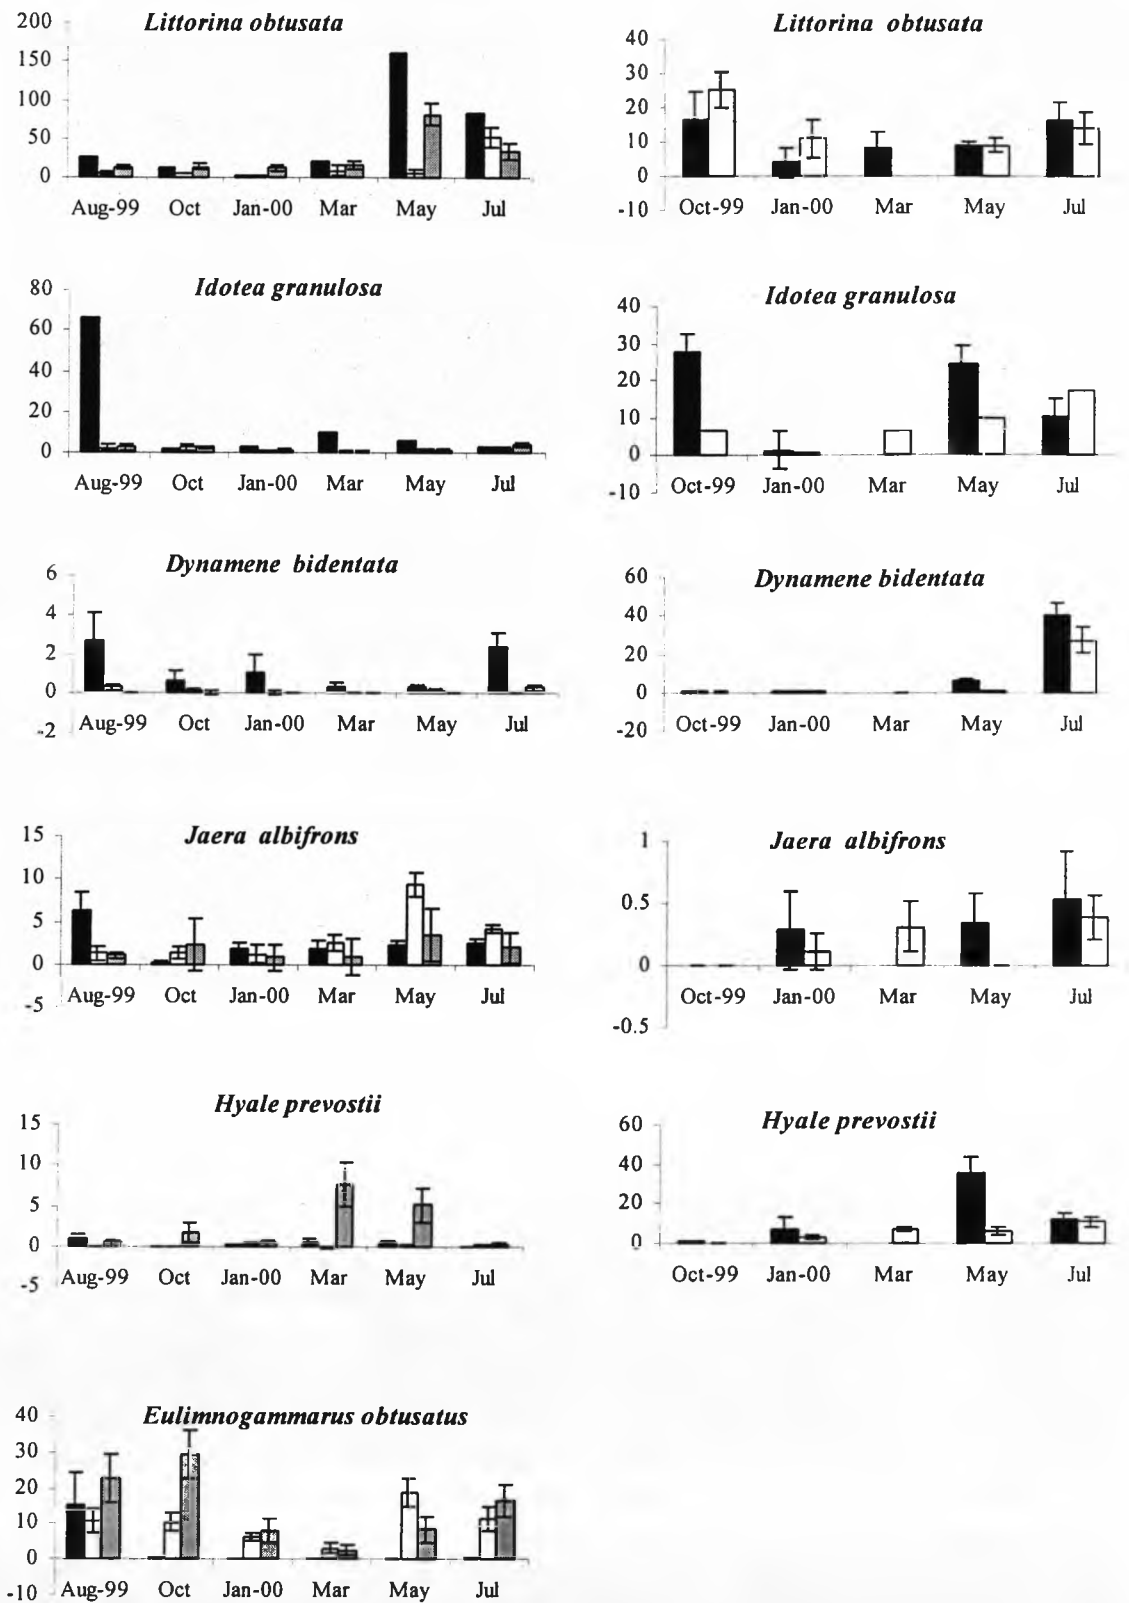 Littorina obtusata
200
150
100
50
0
Aug-99 Oct Jan-00 Mar May Jul
Littorina obtusata
40
30
20
10
0
-10
Oct-99 Jan-00 Mar May Jul
Idotea granulosa
80
60
40
20
0
Aug-99 Oct Jan-00 Mar May Jul
Idotea granulosa
40
30
20
10
0
-10
Oct-99 Jan-00 Mar May Jul
Dynamene bidentata
6
4
2
0
-2
Aug-99 Oct Jan-00 Mar May Jul
Dynamene bidentata
60
40
20
0
-20
Oct-99 Jan-00 Mar May Jul
Jaera albifrons
15
10
5
0
-5
Aug-99 Oct Jan-00 Mar May Jul
Jaera albifrons
1
0.5
0
-0.5
Oct-99 Jan-00 Mar May Jul
Hyale prevostii
15
10
5
0
-5
Aug-99 Oct Jan-00 Mar May Jul
Hyale prevostii
60
40
20
0
Oct-99 Jan-00 Mar May Jul
Eulimnogammarus obtusatus
40
30
20
10
0
-10
Aug-99 Oct Jan-00 Mar May Jul